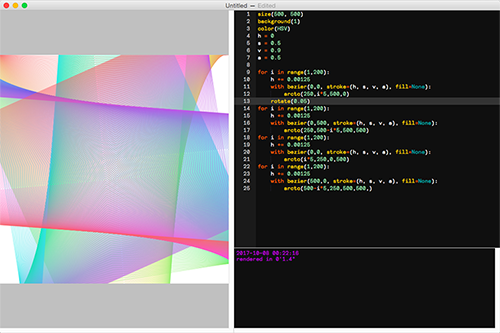 Untitled — Edited
1 size(500, 500)
2 background(1)
3 color(HSV)
4 h = 0
5 s = 0.5
6 v = 0.9
7 a = 0.5
8
9 for i in range(1,200):
10 h += 0.00125
11 with bezier(0,0, stroke=(h, s, v, a), fill=None):
12 arcto(250,i*5,500,0)
13 rotate(0.05)
14 for i in range(1,200):
15 h += 0.00125
16 with bezier(0,500, stroke=(h, s, v, a), fill=None):
17 arcto(250,500-i*5,500,500)
18 for i in range(1,200):
19 h += 0.00125
20 with bezier(0,0, stroke=(h, s, v, a), fill=None):
21 arcto(i*5,250,0,500)
22 for i in range(1,200):
23 h += 0.00125
24 with bezier(500,0, stroke=(h, s, v, a), fill=None):
25 arcto(500-i*5,250,500,500,)
rendered in 0'1.4"